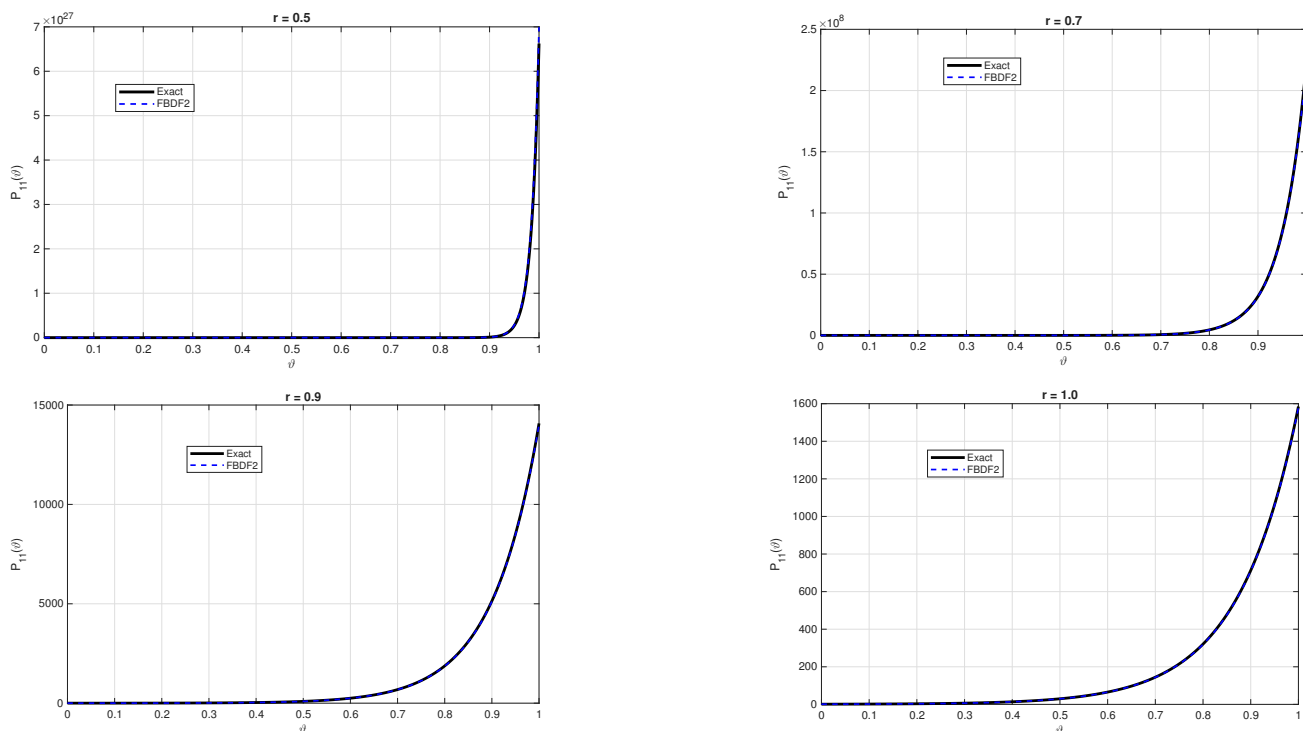 ×10^27
r = 0.5
7
6
5
4
3
2
1
0
P_11(ϑ)
Exact
FBDF2
0 0.1 0.2 0.3 0.4 0.5 0.6 0.7 0.8 0.9 1
ϑ
×10^8
r = 0.7
2.5
2
1.5
1
0.5
0
P_11(ϑ)
Exact
FBDF2
0 0.1 0.2 0.3 0.4 0.5 0.6 0.7 0.8 0.9
ϑ
r = 0.9
15000
10000
5000
0
P_11(ϑ)
Exact
FBDF2
0 0.1 0.2 0.3 0.4 0.5 0.6 0.7 0.8 0.9 1
ϑ
r = 1.0
1600
1400
1200
1000
800
600
400
200
0
P_11(ϑ)
Exact
FBDF2
0 0.1 0.2 0.3 0.4 0.5 0.6 0.7 0.8 0.9 1
ϑ